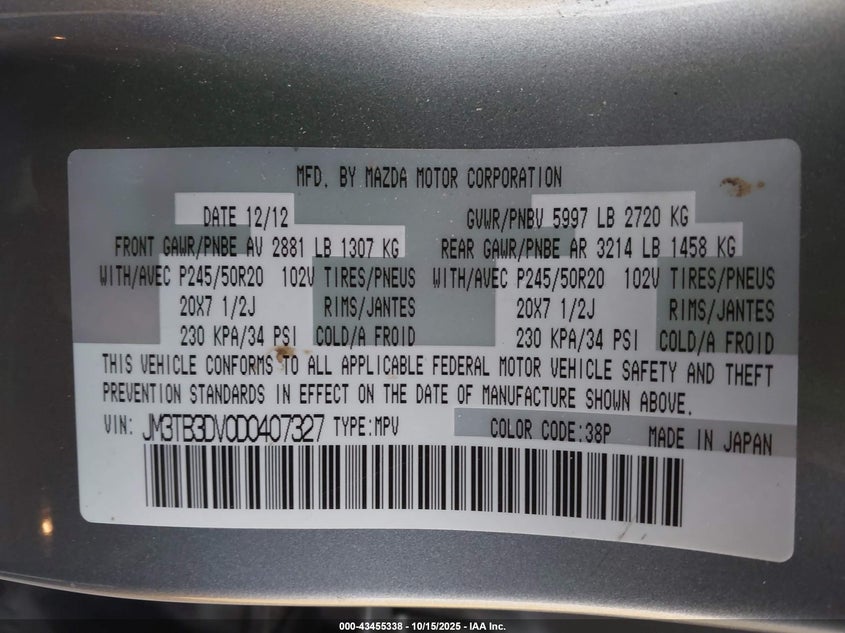 MFD. BY MAZDA MOTOR CORPORATION
DATE 12/12 GVWR/PNBV 5997 LB 2720 KG
FRONT GAWR/PNBE AV 2881 LB 1307 KG REAR GAWR/PNBE AR 3214 LB 1458 KG
WITH/AVEC P245/50R20 102V TIRES/PNEUS WITH/AVEC P245/50R20 102V TIRES/PNEUS
20X7 1/2J RIMS/JANTES 20X7 1/2J RIMS/JANTES
230 KPA/34 PSI COLD/A FROID 230 KPA/34 PSI COLD/A FROID
THIS VEHICLE CONFORMS TO ALL APPLICABLE FEDERAL MOTOR VEHICLE SAFETY AND THEFT
PREVENTION STANDARDS IN EFFECT ON THE DATE OF MANUFACTURE SHOWN ABOVE.
VIN: JM3TB3DV0D0407327 TYPE:MPV COLOR CODE:38P MADE IN JAPAN
000-43455338 - 10/15/2025 - IAA Inc.